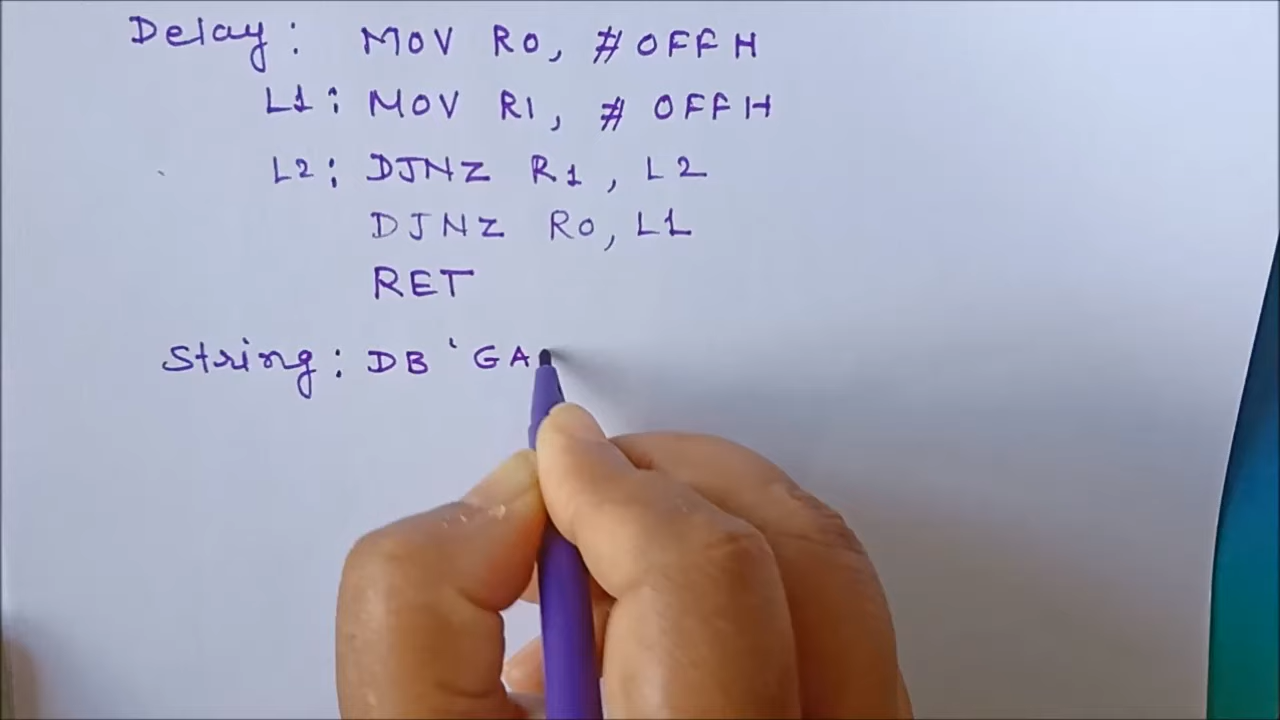 Delay: MOV R0, #0FFH
L1: MOV R1, #0FFH
L2: DJNZ R1, L2
DJNZ R0, L1
RET
String: DB 'GA